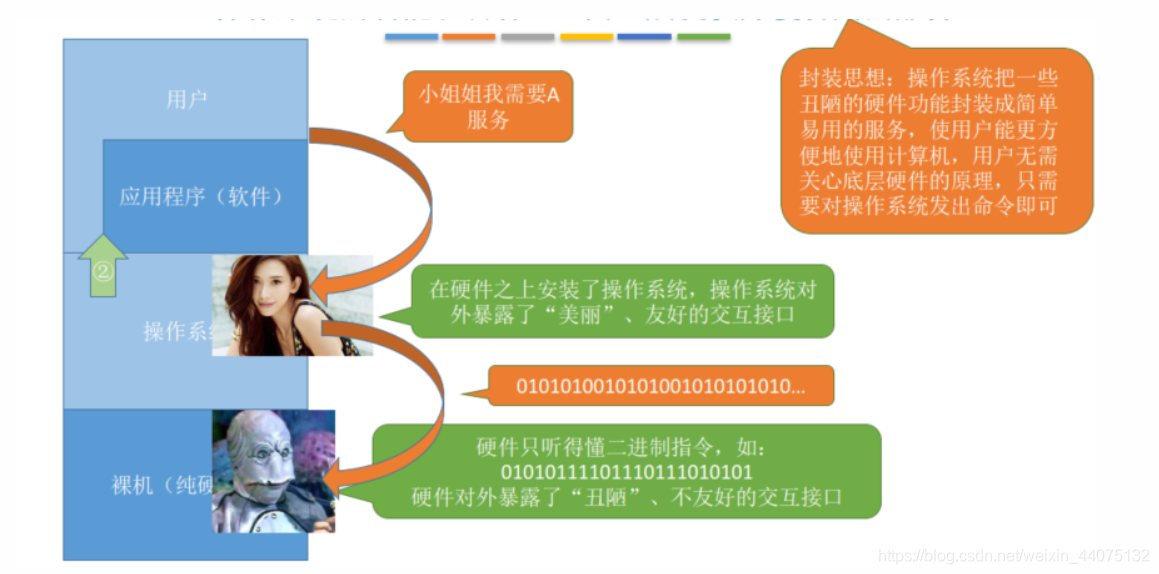 用户
小姐姐我需要A
服务
封装思想：操作系统把一些
丑陋的硬件功能封装成简单
易用的服务，使用户能更方
便地使用计算机，用户无需
关心底层硬件的原理，只需
要对操作系统发出命令即可
应用程序（软件）
②
在硬件之上安装了操作系统，操作系统对
外暴露了“美丽”、友好的交互接口
操作系
01010100101010010101010101010...
硬件只听得懂二进制指令，如：
01010111101110111010101
硬件对外暴露了“丑陋”、不友好的交互接口
裸机（纯
https://blog.csdn.net/weixin_44075132